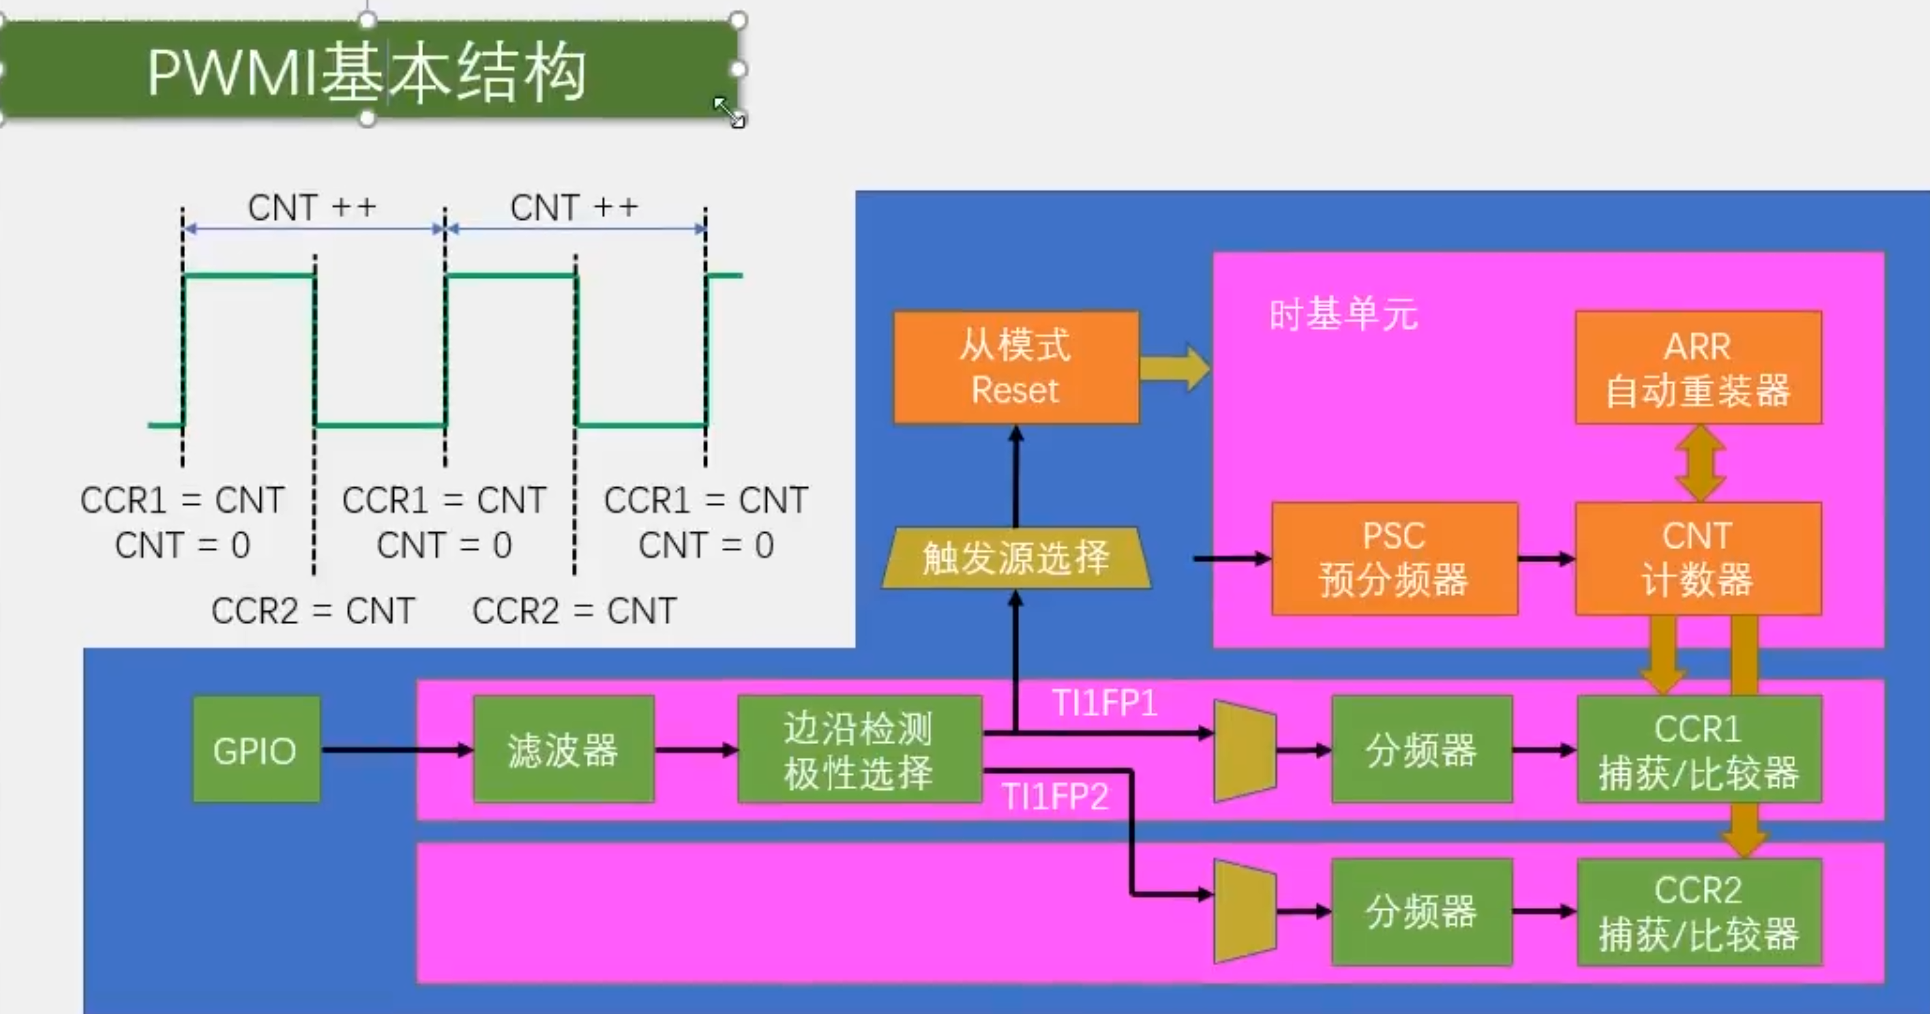 PWMI基本结构
CNT ++
CNT ++
CCR1 = CNT
CNT = 0
CCR1 = CNT
CNT = 0
CCR1 = CNT
CNT = 0
CCR2 = CNT
CCR2 = CNT
时基单元
从模式
Reset
ARR
自动重装器
触发源选择
PSC
预分频器
CNT
计数器
GPIO
滤波器
边沿检测
极性选择
TI1FP1
TI1FP2
分频器
CCR1
捕获/比较器
分频器
CCR2
捕获/比较器